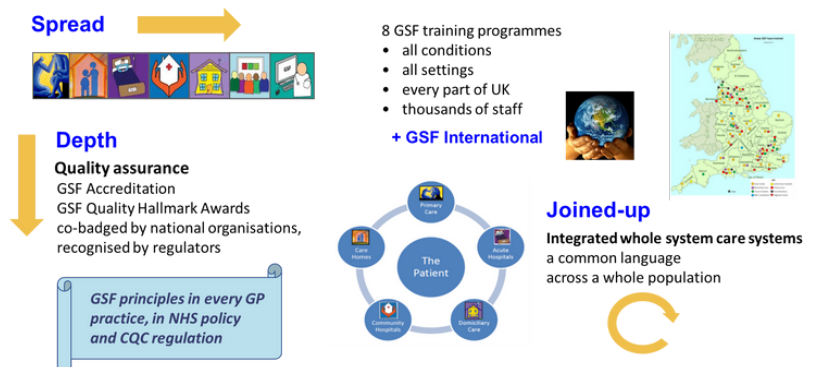 Spread
8 GSF training programmes
• all conditions
• all settings
• every part of UK
• thousands of staff
+ GSF International
Depth
Quality assurance
GSF Accreditation
GSF Quality Hallmark Awards
co-badged by national organisations,
recognised by regulators
GSF principles in every GP
practice, in NHS policy
and CQC regulation
Primary
Care
Care
Homes
Acute
Hospitals
The
Patient
Community
Hospitals
Domiciliary
Care
Joined-up
Integrated whole system care systems
a common language
across a whole population